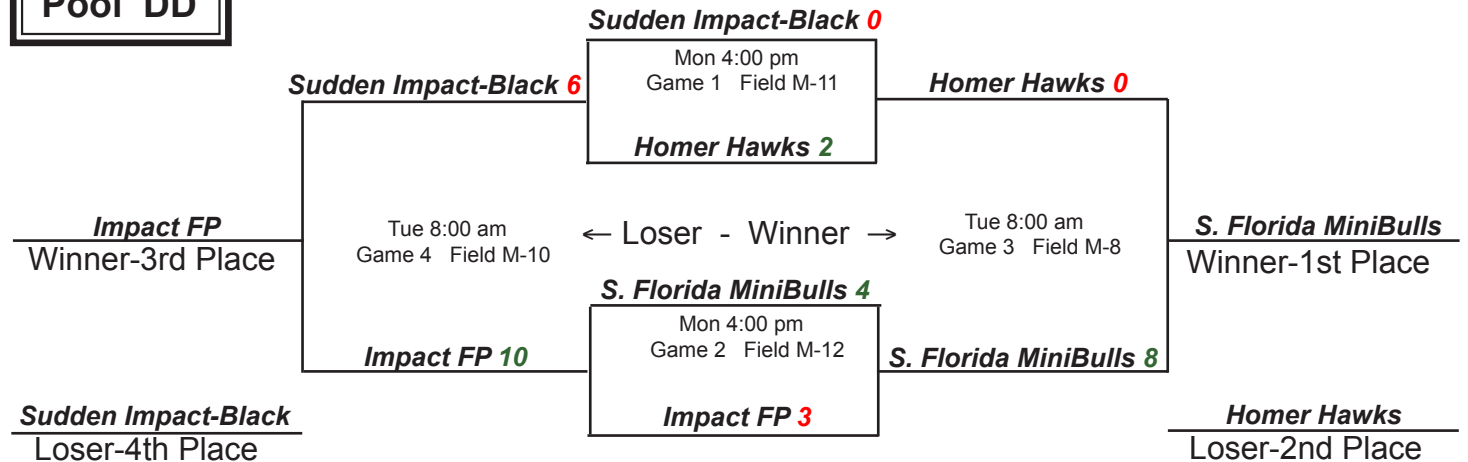 Pool DD
Sudden Impact-Black 0
Mon 4:00 pm
Game 1 Field M-11
Sudden Impact-Black 6
Homer Hawks 0
Homer Hawks 2
Impact FP
Winner-3rd Place
Tue 8:00 am
Game 4 Field M-10
← Loser - Winner →
Tue 8:00 am
Game 3 Field M-8
S. Florida MiniBulls
Winner-1st Place
S. Florida MiniBulls 4
Mon 4:00 pm
Game 2 Field M-12
Impact FP 10
S. Florida MiniBulls 8
Impact FP 3
Sudden Impact-Black
Loser-4th Place
Homer Hawks
Loser-2nd Place